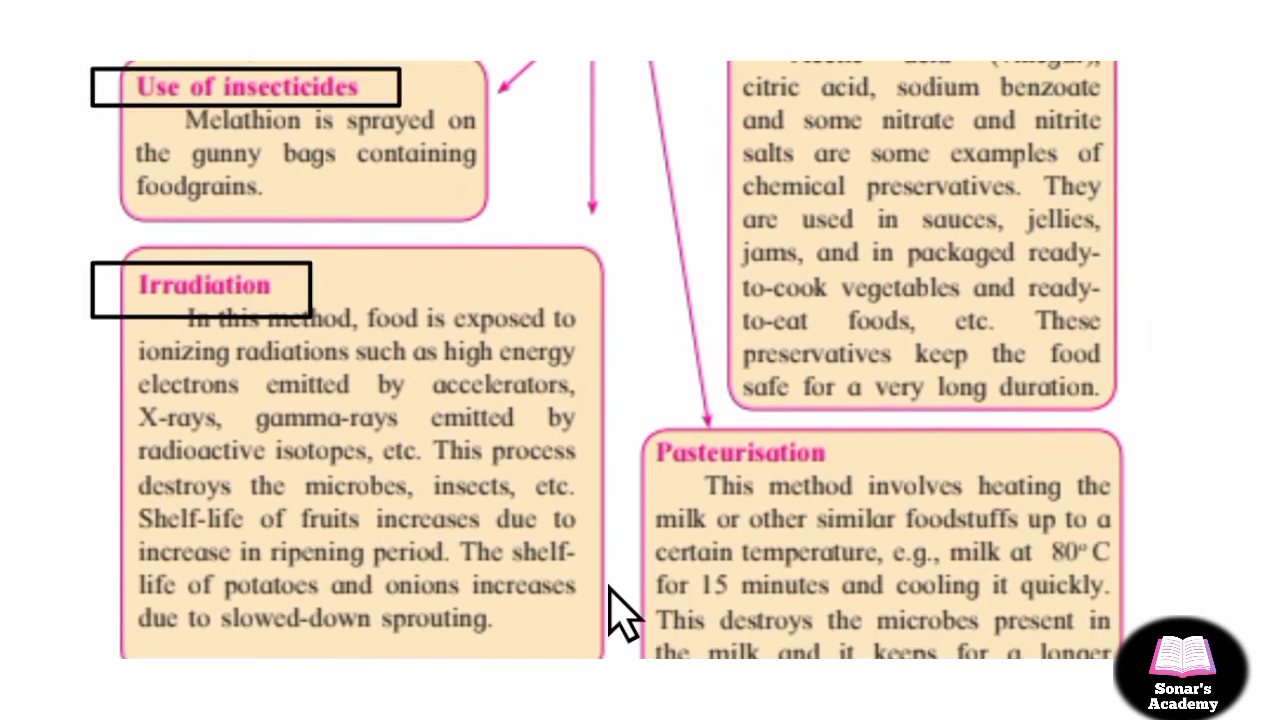 Use of insecticides
Melathion is sprayed on
the gunny bags containing
foodgrains.
Irradiation
In this method, food is exposed to
ionizing radiations such as high energy
electrons emitted by accelerators,
X-rays, gamma-rays emitted by
radioactive isotopes, etc. This process
destroys the microbes, insects, etc.
Shelf-life of fruits increases due to
increase in ripening period. The shelf-
life of potatoes and onions increases
due to slowed-down sprouting.
citric acid, sodium benzoate
and some nitrate and nitrite
salts are some examples of
chemical preservatives. They
are used in sauces, jellies,
jams, and in packaged ready-
to-cook vegetables and ready-
to-eat foods, etc. These
preservatives keep the food
safe for a very long duration.
Pasteurisation
This method involves heating the
milk or other similar foodstuffs up to a
certain temperature, e.g., milk at 80° C
for 15 minutes and cooling it quickly.
This destroys the microbes present in
the milk and it keeps for a longer
Sonar's
Academy